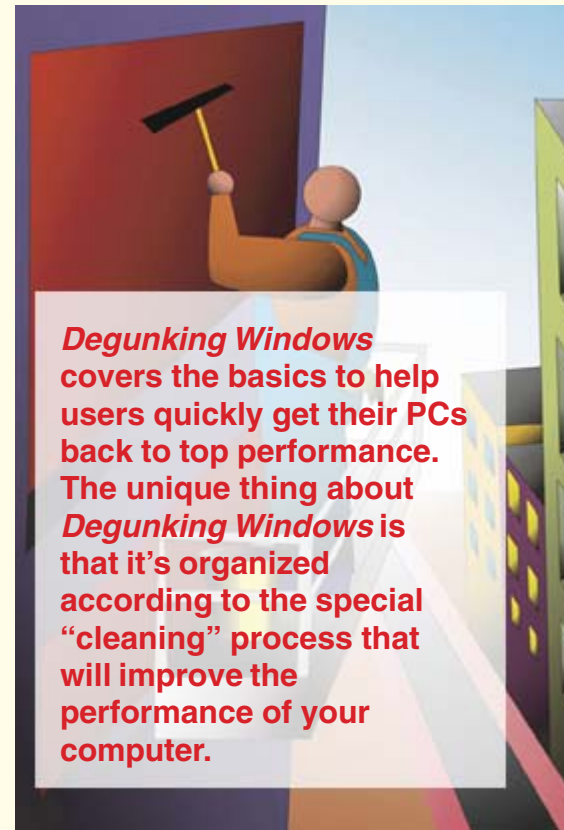 Degunking Windows
covers the basics to help
users quickly get their PCs
back to top performance.
The unique thing about
Degunking Windows is
that it’s organized
according to the special
“cleaning” process that
will improve the
performance of your
computer.